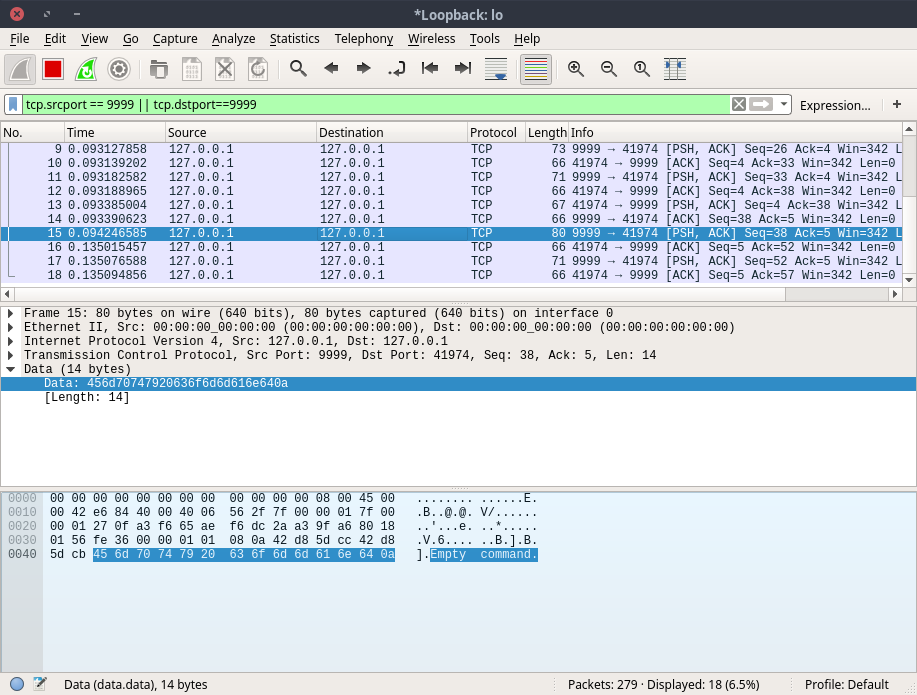 *Loopback: lo
File Edit View Go Capture Analyze Statistics Telephony Wireless Tools Help
tcp.srcport == 9999 || tcp.dstport==9999 Expression... +
No. Time Source Destination Protocol Length Info
9 0.093127858 127.0.0.1 127.0.0.1 TCP 73 9999 → 41974 [PSH, ACK] Seq=26 Ack=4 Win=342 L
10 0.093139202 127.0.0.1 127.0.0.1 TCP 66 41974 → 9999 [ACK] Seq=4 Ack=33 Win=342 Len=0
11 0.093182582 127.0.0.1 127.0.0.1 TCP 71 9999 → 41974 [PSH, ACK] Seq=33 Ack=4 Win=342 L
12 0.093188965 127.0.0.1 127.0.0.1 TCP 66 41974 → 9999 [ACK] Seq=4 Ack=38 Win=342 Len=0
13 0.093385004 127.0.0.1 127.0.0.1 TCP 67 41974 → 9999 [PSH, ACK] Seq=4 Ack=38 Win=342 L
14 0.093390623 127.0.0.1 127.0.0.1 TCP 66 9999 → 41974 [ACK] Seq=38 Ack=5 Win=342 Len=0
15 0.094246585 127.0.0.1 127.0.0.1 TCP 80 9999 → 41974 [PSH, ACK] Seq=38 Ack=5 Win=342 L
16 0.135015457 127.0.0.1 127.0.0.1 TCP 66 41974 → 9999 [ACK] Seq=5 Ack=52 Win=342 Len=0
17 0.135076588 127.0.0.1 127.0.0.1 TCP 71 9999 → 41974 [PSH, ACK] Seq=52 Ack=5 Win=342 L
18 0.135094856 127.0.0.1 127.0.0.1 TCP 66 41974 → 9999 [ACK] Seq=5 Ack=57 Win=342 Len=0
Frame 15: 80 bytes on wire (640 bits), 80 bytes captured (640 bits) on interface 0
Ethernet II, Src: 00:00:00_00:00:00 (00:00:00:00:00:00), Dst: 00:00:00_00:00:00 (00:00:00:00:00:00)
Internet Protocol Version 4, Src: 127.0.0.1, Dst: 127.0.0.1
Transmission Control Protocol, Src Port: 9999, Dst Port: 41974, Seq: 38, Ack: 5, Len: 14
Data (14 bytes)
Data: 456d70747920636f6d6d616e640a
[Length: 14]
0000 00 00 00 00 00 00 00 00 00 00 00 00 08 00 45 00 ........ ......E.
0010 00 42 e6 84 40 00 40 06 56 2f 7f 00 00 01 7f 00 .B..@.@. V/......
0020 00 01 27 0f a3 f6 65 ae f6 dc 2a a3 9f a6 80 18 ..'...e. ..*.....
0030 01 56 fe 36 00 00 01 01 08 0a 42 d8 5d cc 42 d8 .V.6.... ..B.].B.
0040 5d cb 45 6d 70 74 79 20 63 6f 6d 6d 61 6e 64 0a ].Empty command.
Data (data.data), 14 bytes Packets: 279 · Displayed: 18 (6.5%) Profile: Default